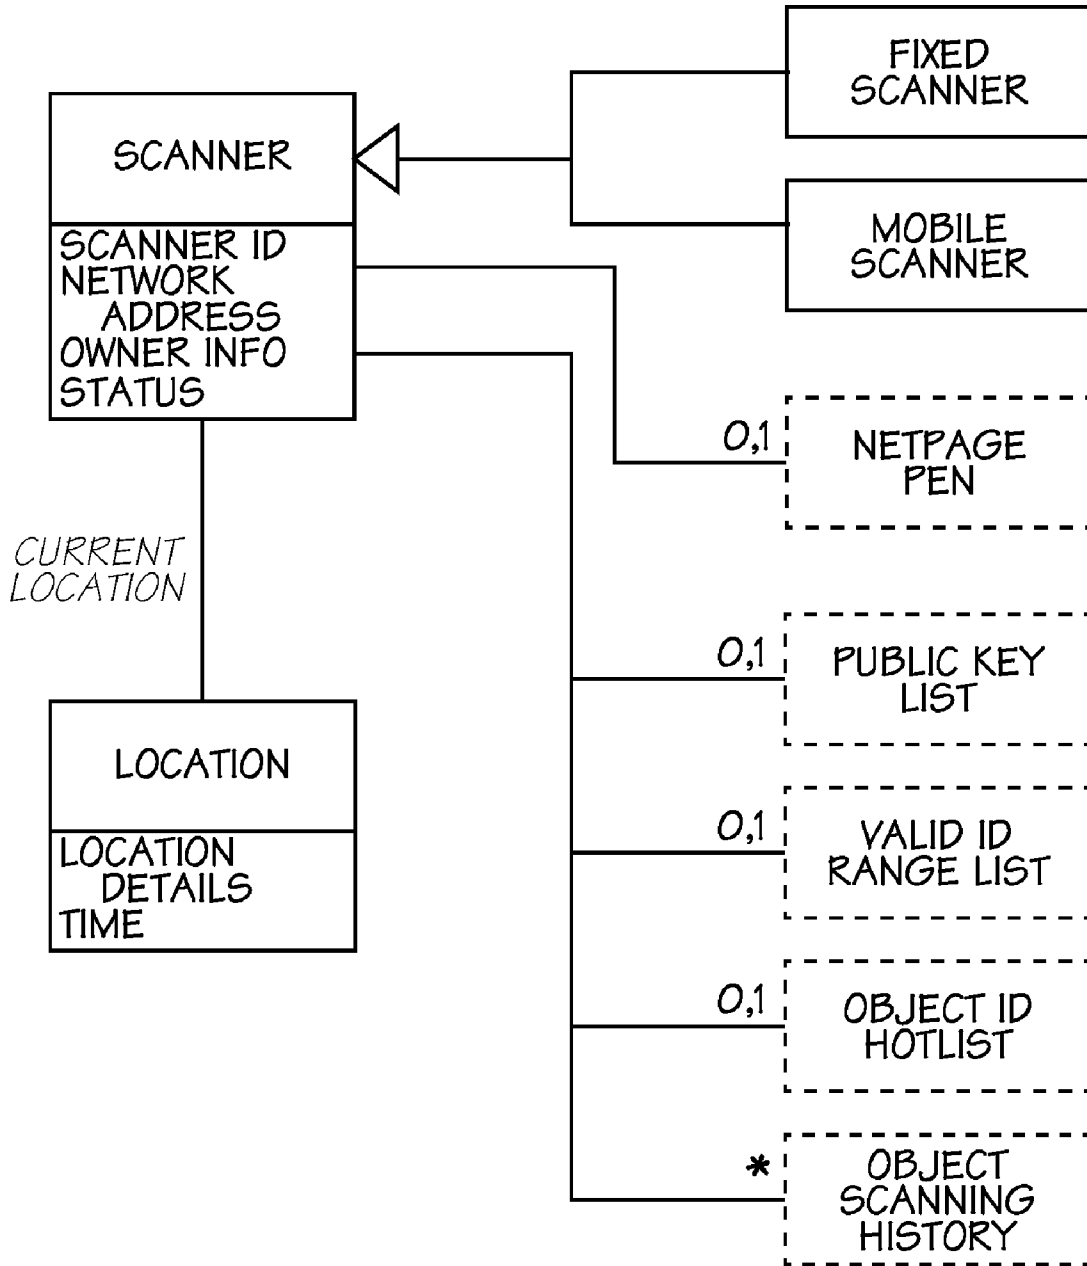 FIXED
SCANNER
SCANNER
SCANNER ID
NETWORK
ADDRESS
OWNER INFO
STATUS
MOBILE
SCANNER
0,1
NETPAGE
PEN
CURRENT
LOCATION
0,1
PUBLIC KEY
LIST
LOCATION
LOCATION
DETAILS
TIME
0,1
VALID ID
RANGE LIST
0,1
OBJECT ID
HOTLIST
*
OBJECT
SCANNING
HISTORY